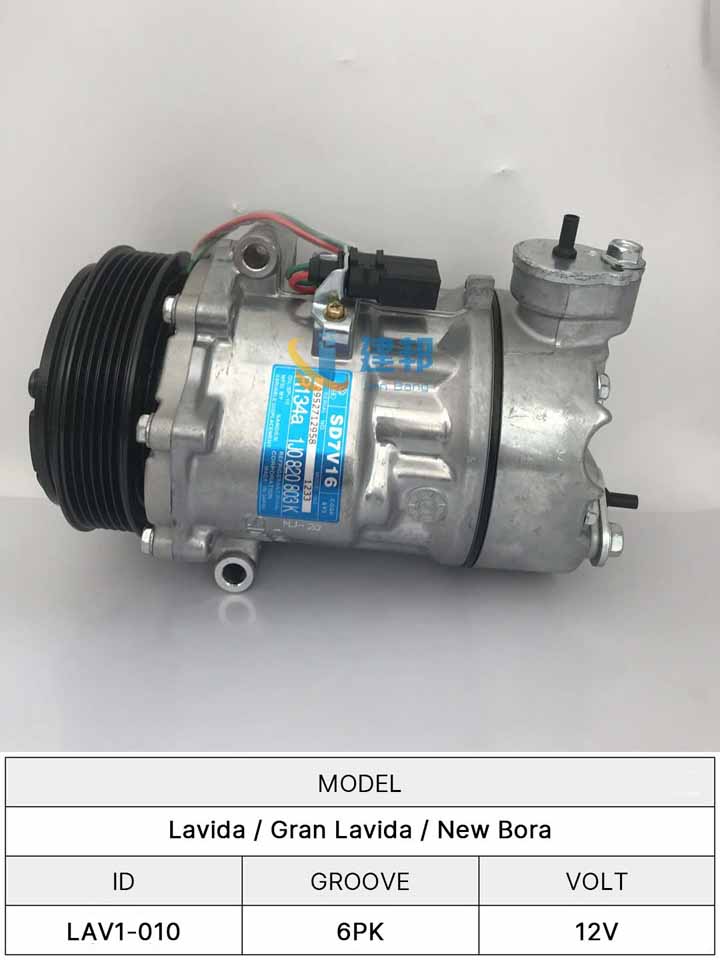 建邦
Jian Bang
SD7V16
952712958
1233
R134a
1J0 820 803 K
MODEL
Lavida / Gran Lavida / New Bora
ID
GROOVE
VOLT
LAV1-010
6PK
12V